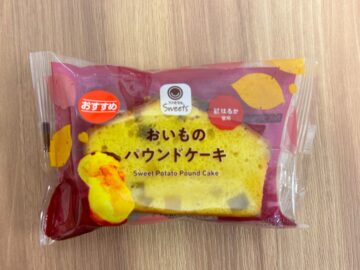 おすすめ
Sweets
紅はるか
使用
おいもの
パウンドケーキ
Sweet Potato Pound Cake